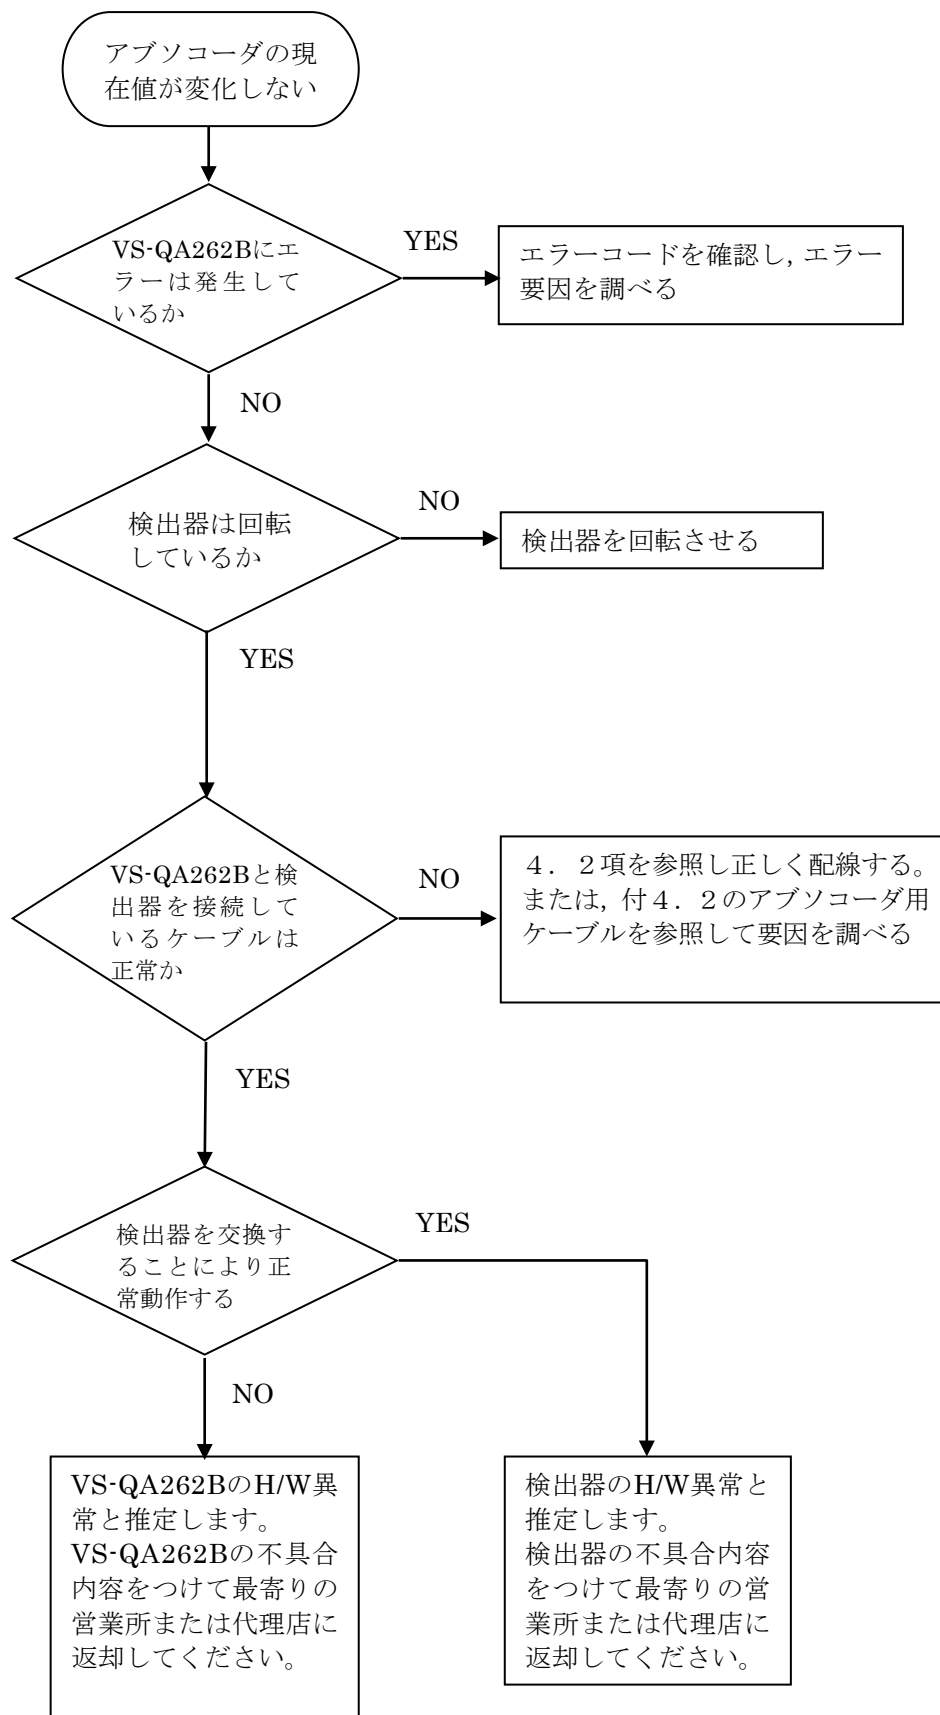 アブソコーダの現
在値が変化しない
VS-QA262Bにエ
ラーは発生して
いるか
YES
エラーコードを確認し，エラー
要因を調べる
NO
検出器は回転
しているか
NO
検出器を回転させる
YES
VS-QA262Bと検
出器を接続して
いるケーブルは
正常か
NO
４．２項を参照し正しく配線する。
または，付４．２のアブソコーダ用
ケーブルを参照して要因を調べる
YES
検出器を交換す
ることにより正
常動作する
YES
NO
VS-QA262BのH/W異
常と推定します。
VS-QA262Bの不具合
内容をつけて最寄りの
営業所または代理店に
返却してください。
検出器のH/W異常と
推定します。
検出器の不具合内容
をつけて最寄りの営
業所または代理店に
返却してください。